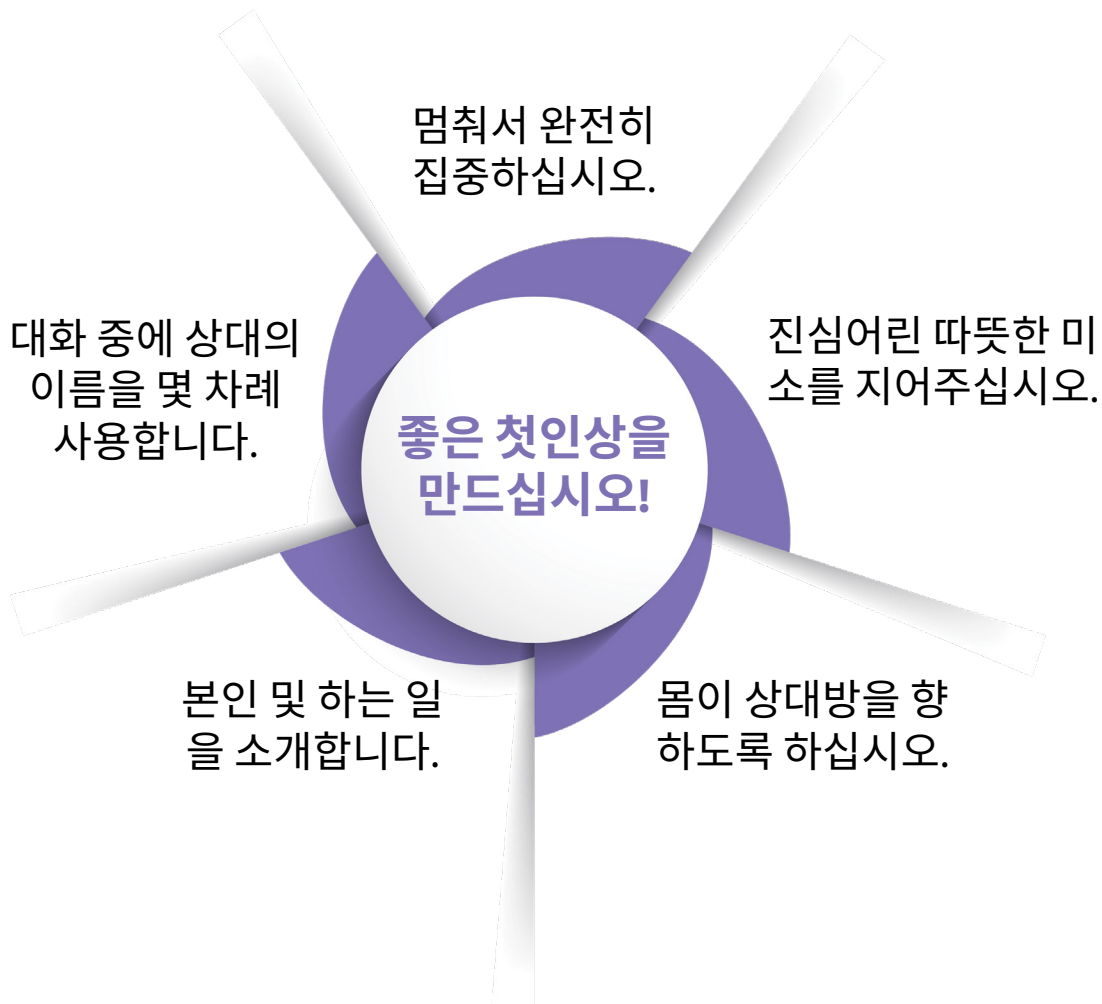 멈춰서 완전히
집중하십시오.
진심어린 따뜻한 미
소를 지어주십시오.
몸이 상대방을 향
하도록 하십시오.
본인 및 하는 일
을 소개합니다.
대화 중에 상대의
이름을 몇 차례
사용합니다.
좋은 첫인상을
만드십시오!